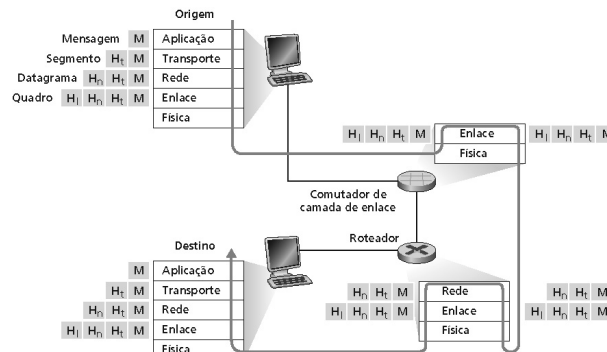 Origem
Mensagem M Aplicação
Segmento Ht M Transporte
Datagrama Hn Ht M Rede
Quadro Hl Hn Ht M Enlace
Física
Hl Hn Ht M Enlace Hl Hn Ht M
Física
Comutador de
camada de enlace
Roteador
Destino
M Aplicação
Ht M Transporte
Hn Ht M Rede
Hl Hn Ht M Enlace
Física
Hn Ht M Rede Hn Ht M
Hl Hn Ht M Enlace Hl Hn Ht M
Física